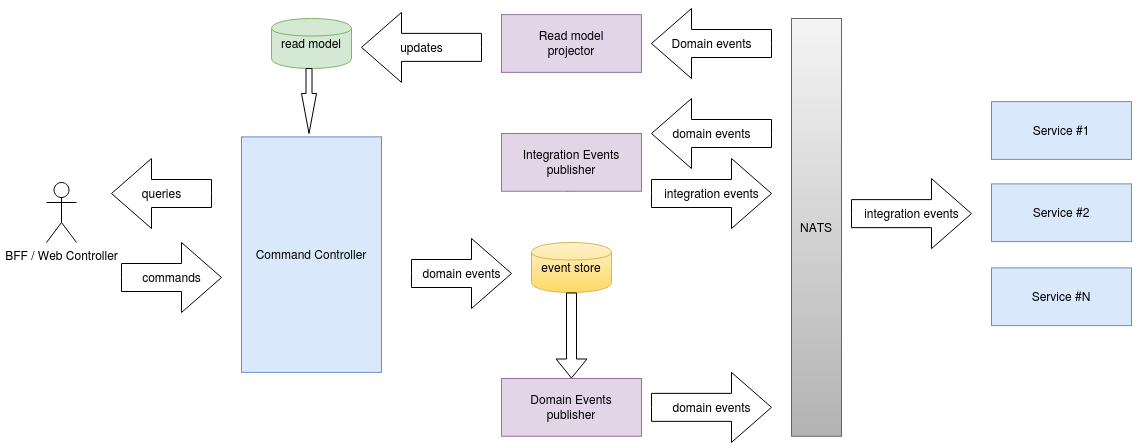 read model
updates
Read model
projector
Domain events
domain events
Integration Events
publisher
integration events
queries
BFF / Web Controller
commands
Command Controller
domain events
event store
Domain Events
publisher
domain events
NATS
integration events
Service #1
Service #2
Service #N